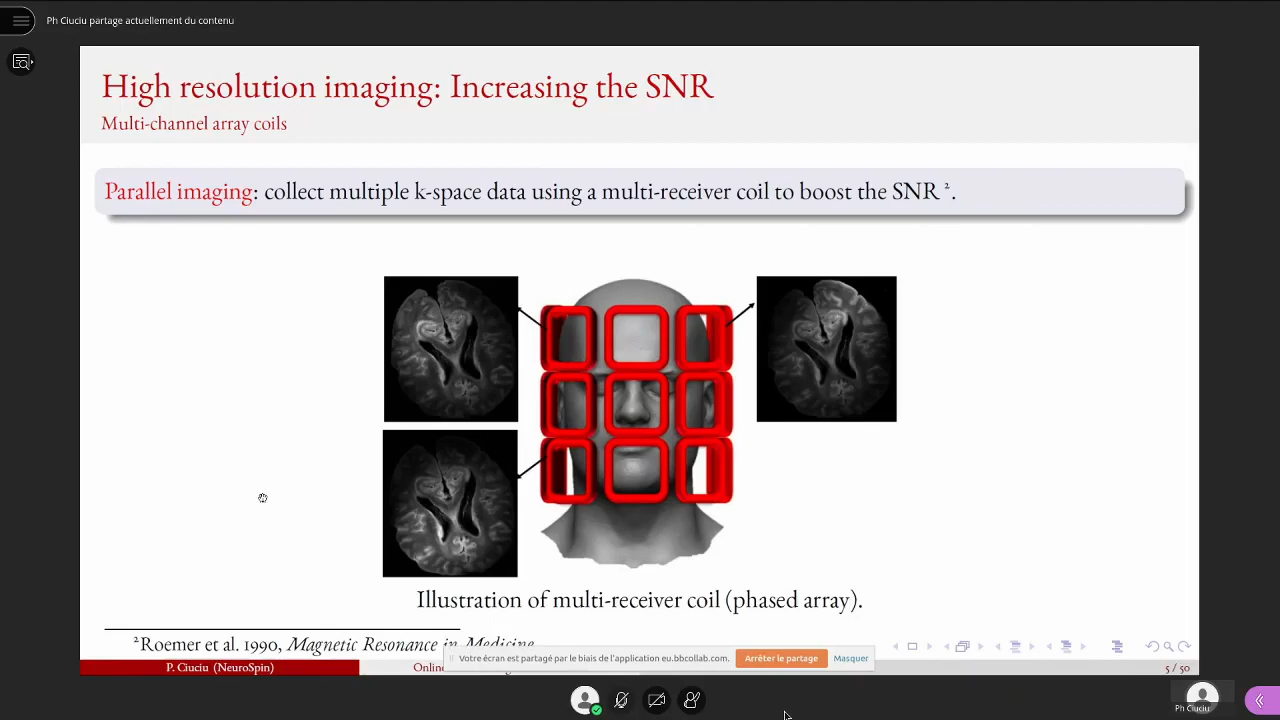 Ph Ciuciu partage actuellement du contenu
High resolution imaging: Increasing the SNR
Multi-channel array coils
Parallel imaging: collect multiple k-space data using a multi-receiver coil to boost the SNR ².
Illustration of multi-receiver coil (phased array).
²Roemer et al. 1990, Magnetic Resonance in Medicine
Votre écran est partagé par le biais de l'application eu.bbcollab.com. Arrêter le partage Masquer
P. Ciuciu (NeuroSpin) Online 5 / 50
Ph Ciuciu